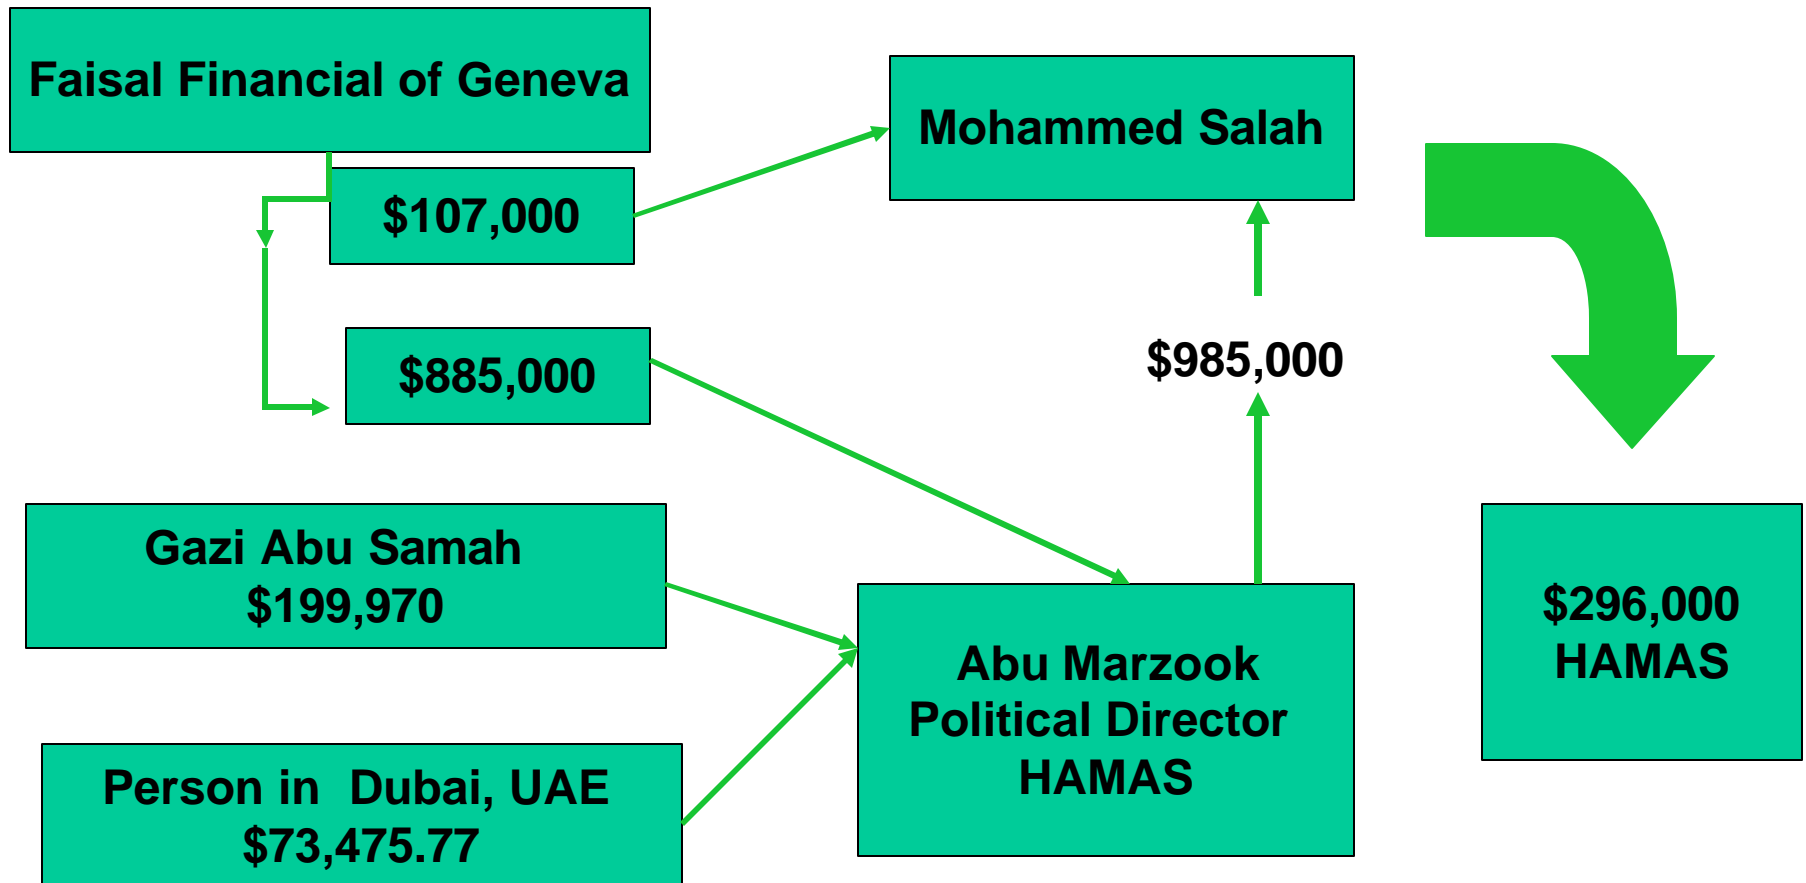 Faisal Financial of Geneva
Mohammed Salah
$107,000
$885,000
$985,000
Gazi Abu Samah
$199,970
Abu Marzook
Political Director
HAMAS
$296,000
HAMAS
Person in Dubai, UAE
$73,475.77